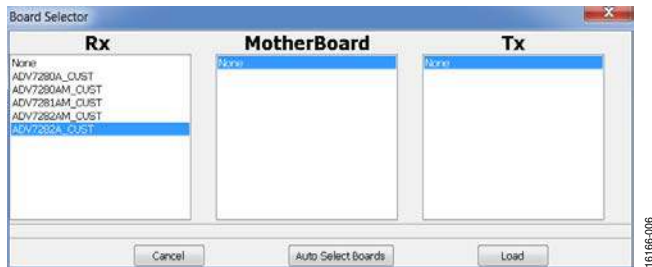 Board Selector
Rx
MotherBoard
Tx
None
ADV7280A_CUST
ADV7280AM_CUST
ADV7281AM_CUST
ADV7282AM_CUST
ADV7282A_CUST
None
None
Cancel
Auto Select Boards
Load
16166-006